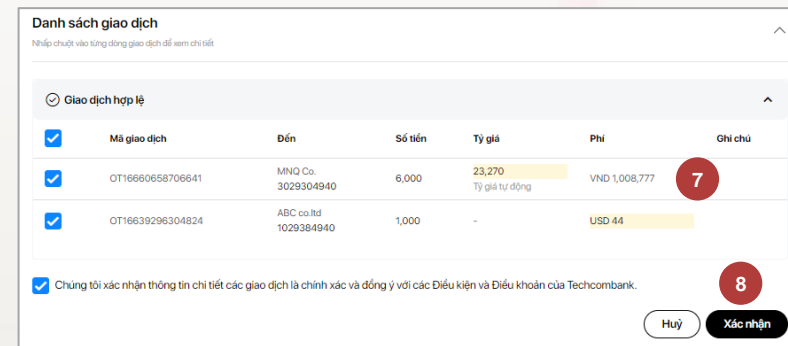 Danh sách giao dịch
Nhấp chuột vào từng dòng giao dịch để xem chi tiết
Giao dịch hợp lệ
Mã giao dịch Đến Số tiền Tỷ giá Phí Ghi chú
OT16660658706641 MNQ Co. 3029304940 6,000 23,270 Tỷ giá tự động VND 1,008,777 7
OT16639296304824 ABC co.ltd 1029384940 1,000 - USD 44
Chúng tôi xác nhận thông tin chi tiết các giao dịch là chính xác và đồng ý với các Điều kiện và Điều khoản của Techcombank.
8
Huỷ Xác nhận